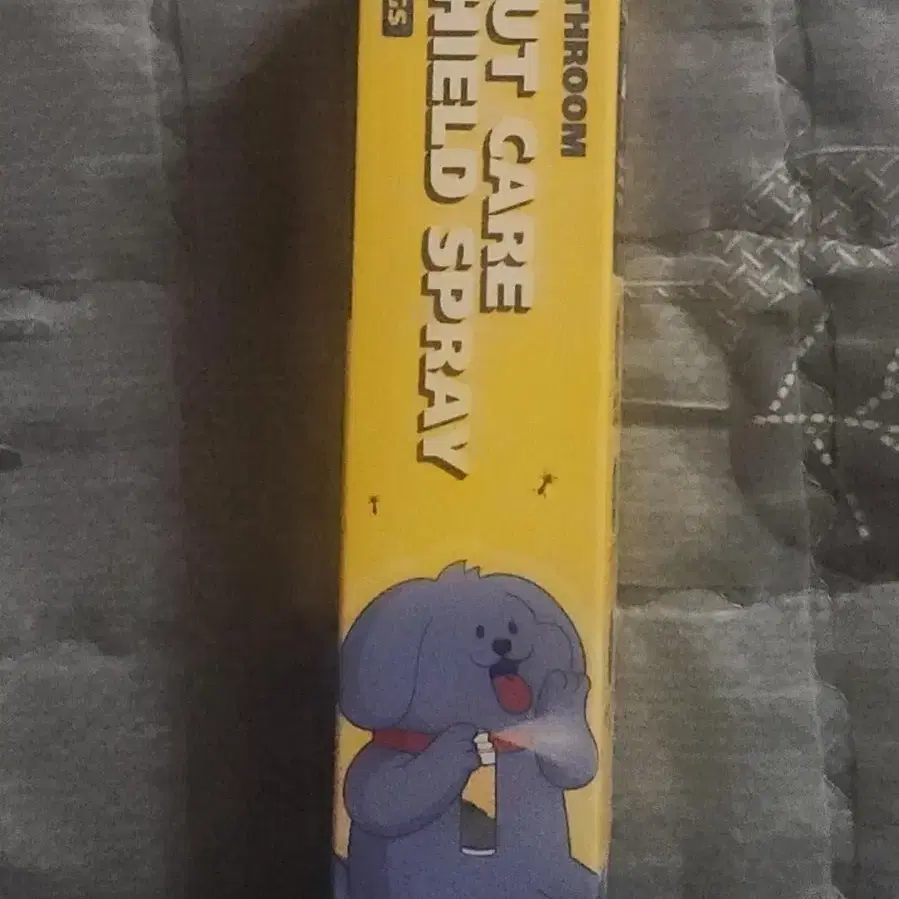 THROOM
UT CARE
HIELD SPRAY
ES